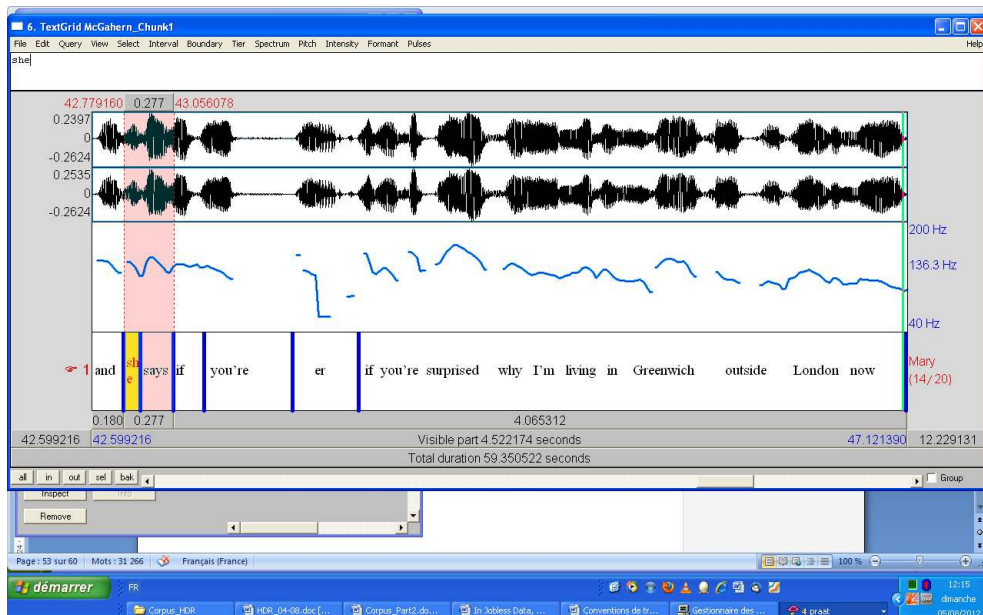 6. TextGrid McGahern_Chunk1
File Edit Query View Select Interval Boundary Tier Spectrum Pitch Intensity Formant Pulses Help
she
42.779160 0.277 43.056078
0.2397
0
-0.2624
0.2535
0
-0.2624
200 Hz
136.3 Hz
40 Hz
1 and she says if you're er if you're surprised why I'm living in Greenwich outside London now
Mary
(14/20)
0.180 0.277 4.065312
42.599216 42.599216 Visible part 4.522174 seconds 47.121390 12.229131
Total duration 59.350522 seconds
all in out sel bak Group
Inspect Info
Remove
Page : 53 sur 60 Mots : 31 266 Français (France) 100 %
démarrer FR 12:15
dimanche
Corpus_HDR HDR_04-08.doc [... Corpus_Part2.do... In Jobless Data, ... Conventions de tr... Gestionnaire des ... 4 praat 05/08/2012